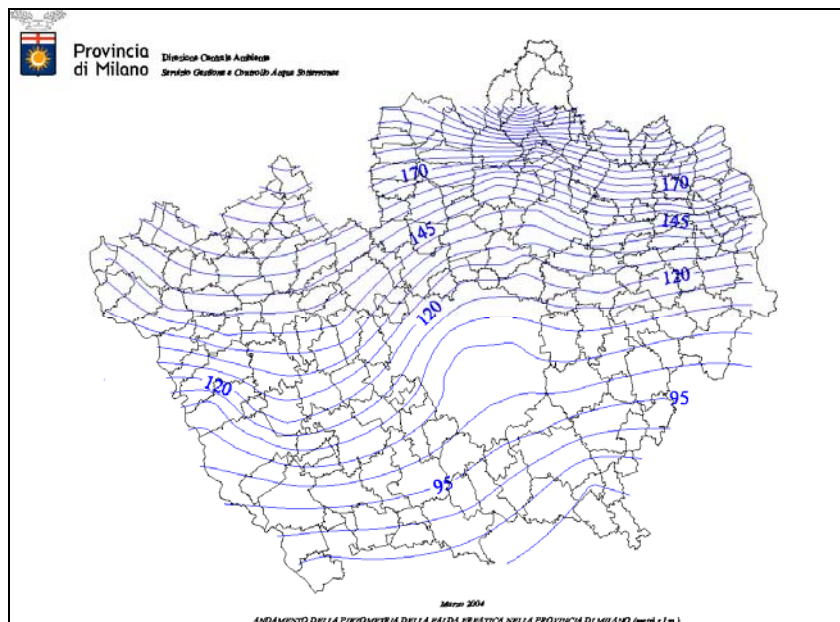 Provincia
di Milano
Direzione Centrale Ambiente
Servizio Gestione e Controllo Acque Sotterranee
170
170
145
145
120
120
120
95
95
Marzo 2004
ANDAMENTO DELLA PIEZOMETRIA DELLA FALDA FREATICA NELLA PROVINCIA DI MILANO (metri s.l.m.)